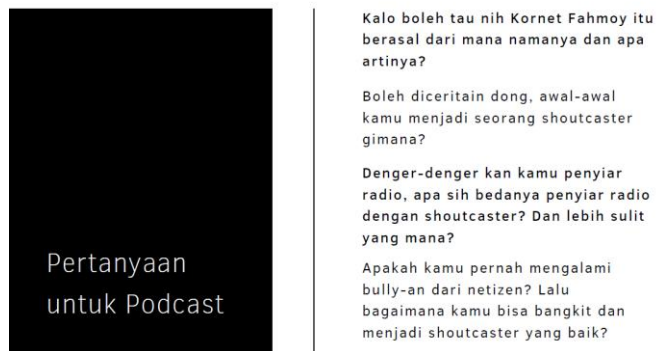 Pertanyaan
untuk Podcast
Kalo boleh tau nih Kornet Fahmoy itu
berasal dari mana namanya dan apa
artinya?
Boleh diceritain dong, awal-awal
kamu menjadi seorang shoutcaster
gimana?
Denger-denger kan kamu penyiar
radio, apa sih bedanya penyiar radio
dengan shoutcaster? Dan lebih sulit
yang mana?
Apakah kamu pernah mengalami
bully-an dari netizen? Lalu
bagaimana kamu bisa bangkit dan
menjadi shoutcaster yang baik?